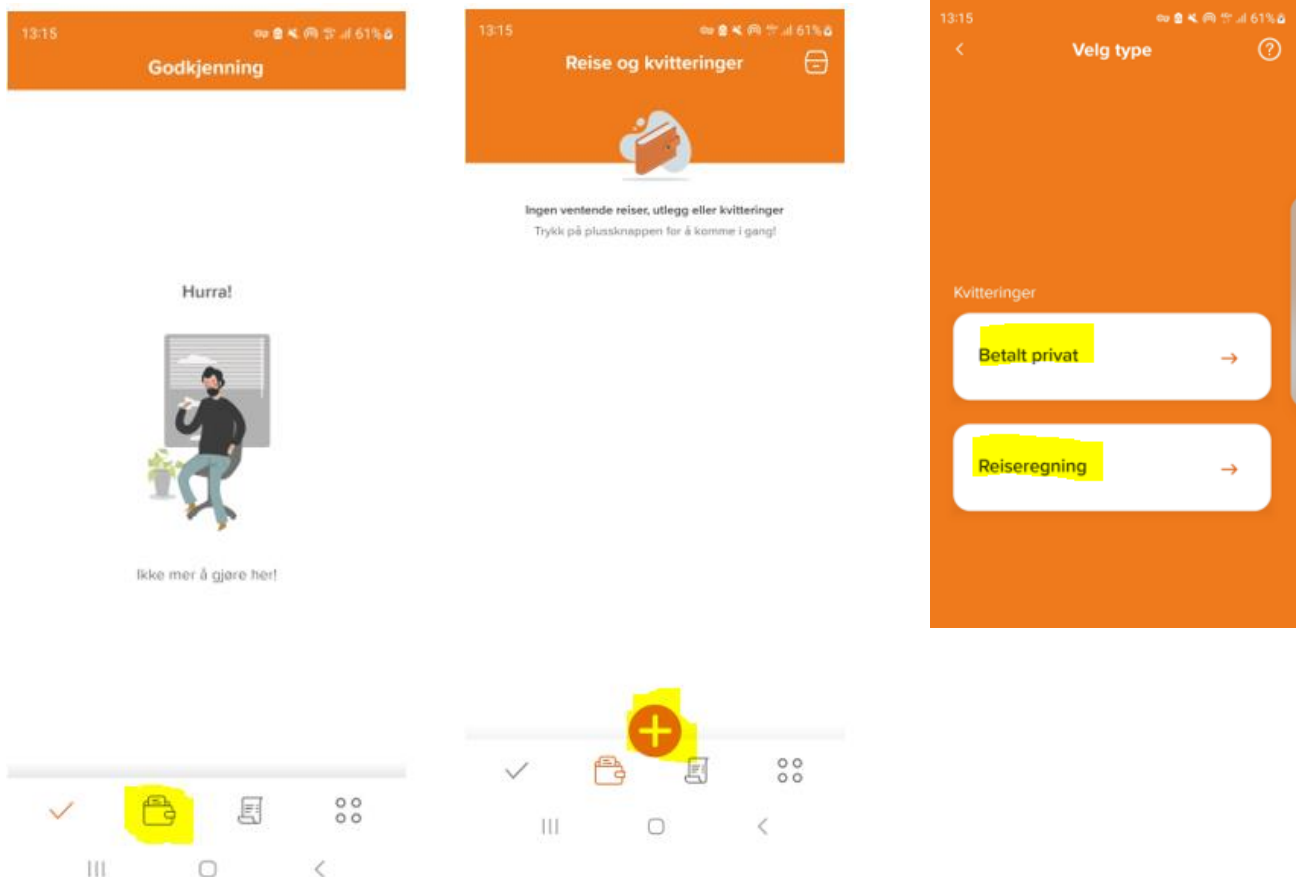 13:15
61%
Godkjenning
Hurra!
Ikke mer å gjøre her!
13:15
61%
Reise og kvitteringer
Ingen ventende reiser, utlegg eller kvitteringer
Trykk på plussknappen for å komme i gang!
13:15
61%
Velg type
Kvitteringer
Betalt privat
Reiseregning